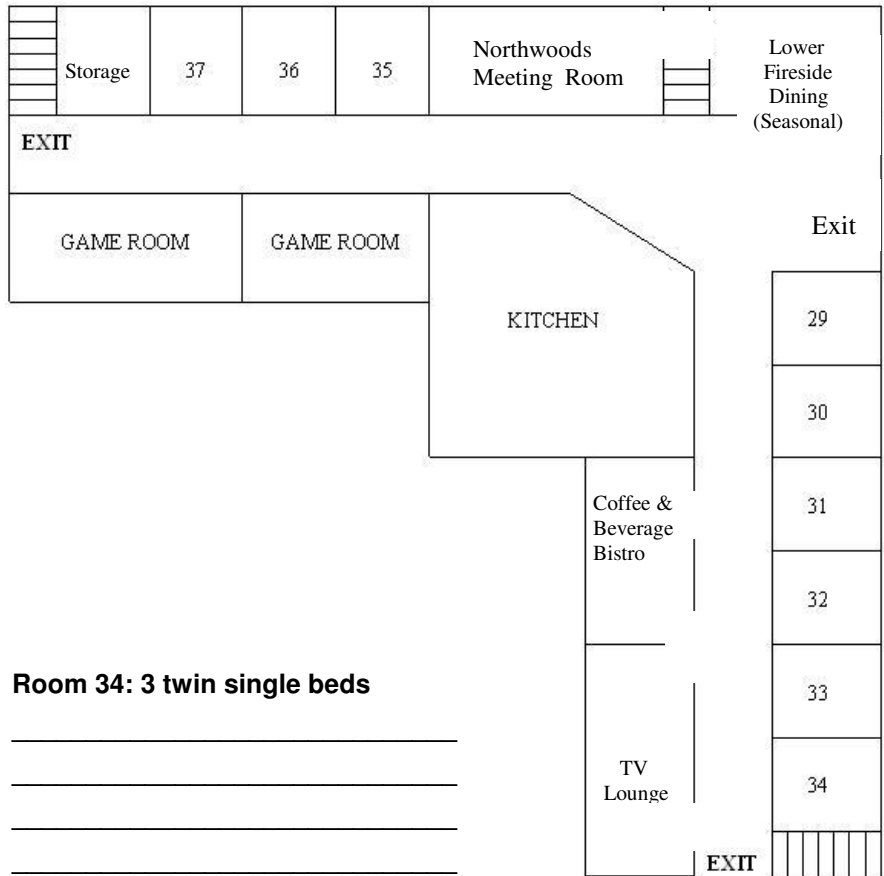 Storage
37
36
35
Northwoods
Meeting Room
Lower
Fireside
Dining
(Seasonal)
EXIT
GAME ROOM
GAME ROOM
Exit
KITCHEN
29
30
Coffee &
Beverage
Bistro
31
32
Room 34: 3 twin single beds
33
TV
Lounge
34
EXIT